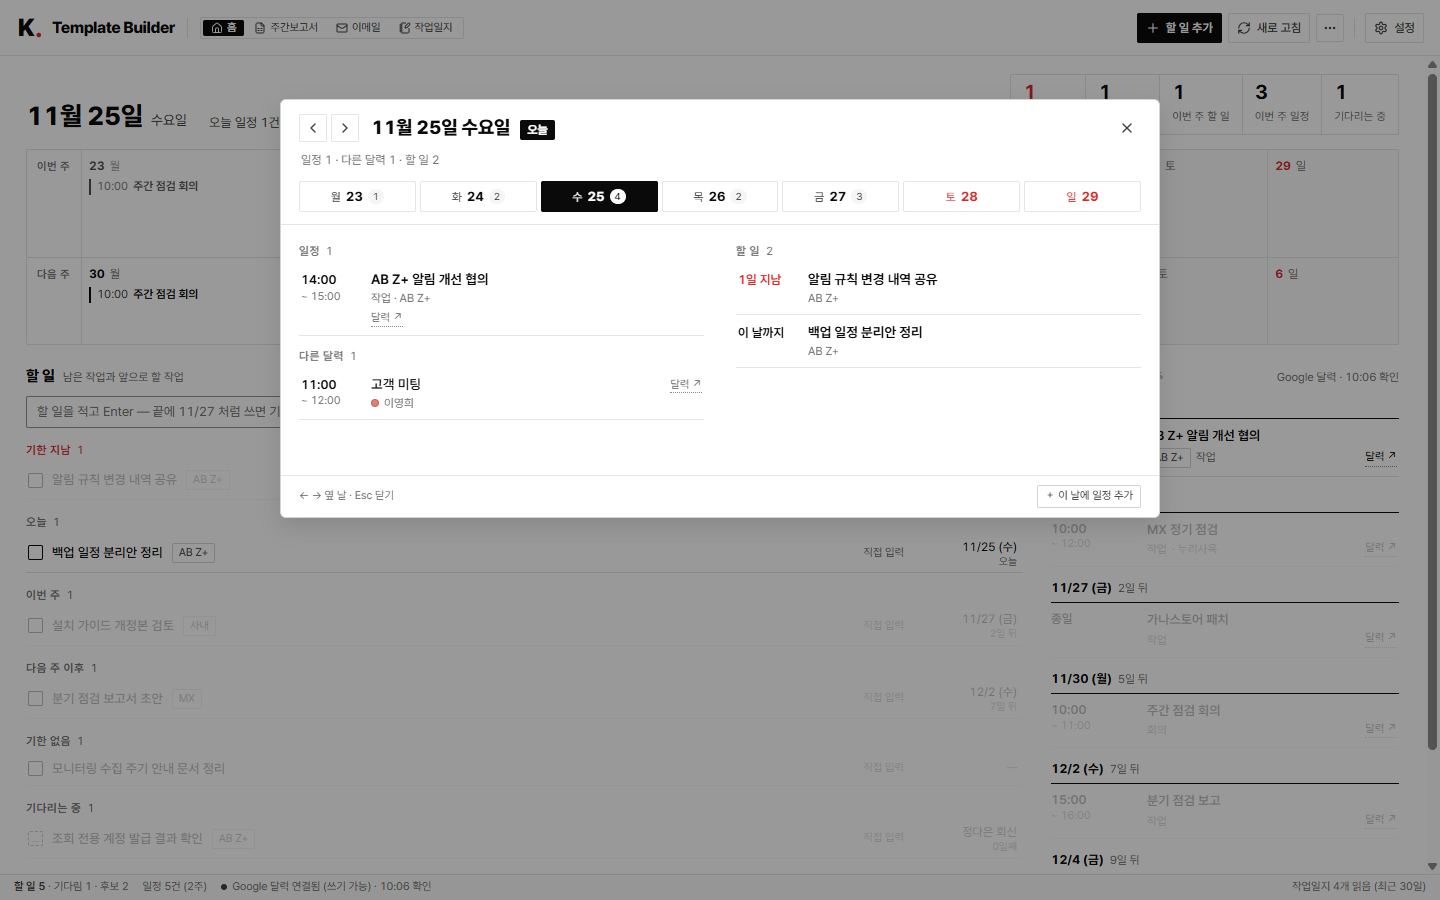 K. Template Builder 홈 주간보고서 이메일 작업일지 + 할 일 추가 새로 고침 ··· 설정
11월 25일 수요일 오늘 일정 1건
1 1 1 3 1
이번 주 할 일 이번 주 일정 기다리는 중
이번 주 23 월 토 29 일
10:00 주간 점검 회의
다음 주 30 월 토 6 일
10:00 주간 점검 회의
11월 25일 수요일 오늘
일정 1 · 다른 달력 1 · 할 일 2
월 23 1 화 24 2 수 25 4 목 26 2 금 27 3 토 28 일 29
일정 1
14:00 AB Z+ 알림 개선 협의
~ 15:00 작업 · AB Z+
달력 ↗
다른 달력 1
11:00 고객 미팅 달력 ↗
~ 12:00 이영희
할 일 2
1일 지남 알림 규칙 변경 내역 공유
AB Z+
이 날까지 백업 일정 분리안 정리
AB Z+
← → 옆 날 · Esc 닫기 + 이 날에 일정 추가
할 일 남은 작업과 앞으로 할 작업
할 일을 적고 Enter — 끝에 11/27 처럼 쓰면 기
기한 지남 1
알림 규칙 변경 내역 공유 AB Z+
오늘 1
백업 일정 분리안 정리 AB Z+ 직접 입력 11/25 (수)
오늘
이번 주 1
설치 가이드 개정본 검토 사내 직접 입력 11/27 (금)
2일 뒤
다음 주 이후 1
분기 점검 보고서 초안 MX 직접 입력 12/2 (수)
7일 뒤
기한 없음 1
모니터링 수집 주기 안내 문서 정리 직접 입력 —
기다리는 중 1
조회 전용 계정 발급 결과 확인 AB Z+ 직접 입력 정다은 회신
0일째
Google 달력 · 10:06 확인
Z+ 알림 개선 협의
Z+ 작업 달력 ↗
10:00 MX 정기 점검
~ 12:00 작업 · 누리사옥 달력 ↗
11/27 (금) 2일 뒤
종일 가나스토어 패치
작업 달력 ↗
11/30 (월) 5일 뒤
10:00 주간 점검 회의
~ 11:00 회의 달력 ↗
12/2 (수) 7일 뒤
15:00 분기 점검 보고
~ 16:00 작업 달력 ↗
12/4 (금) 9일 뒤
할 일 5 · 기다림 1 · 후보 2 일정 5건 (2주) ● Google 달력 연결됨 (쓰기 가능) · 10:06 확인 작업일지 4개 읽음 (최근 30일)